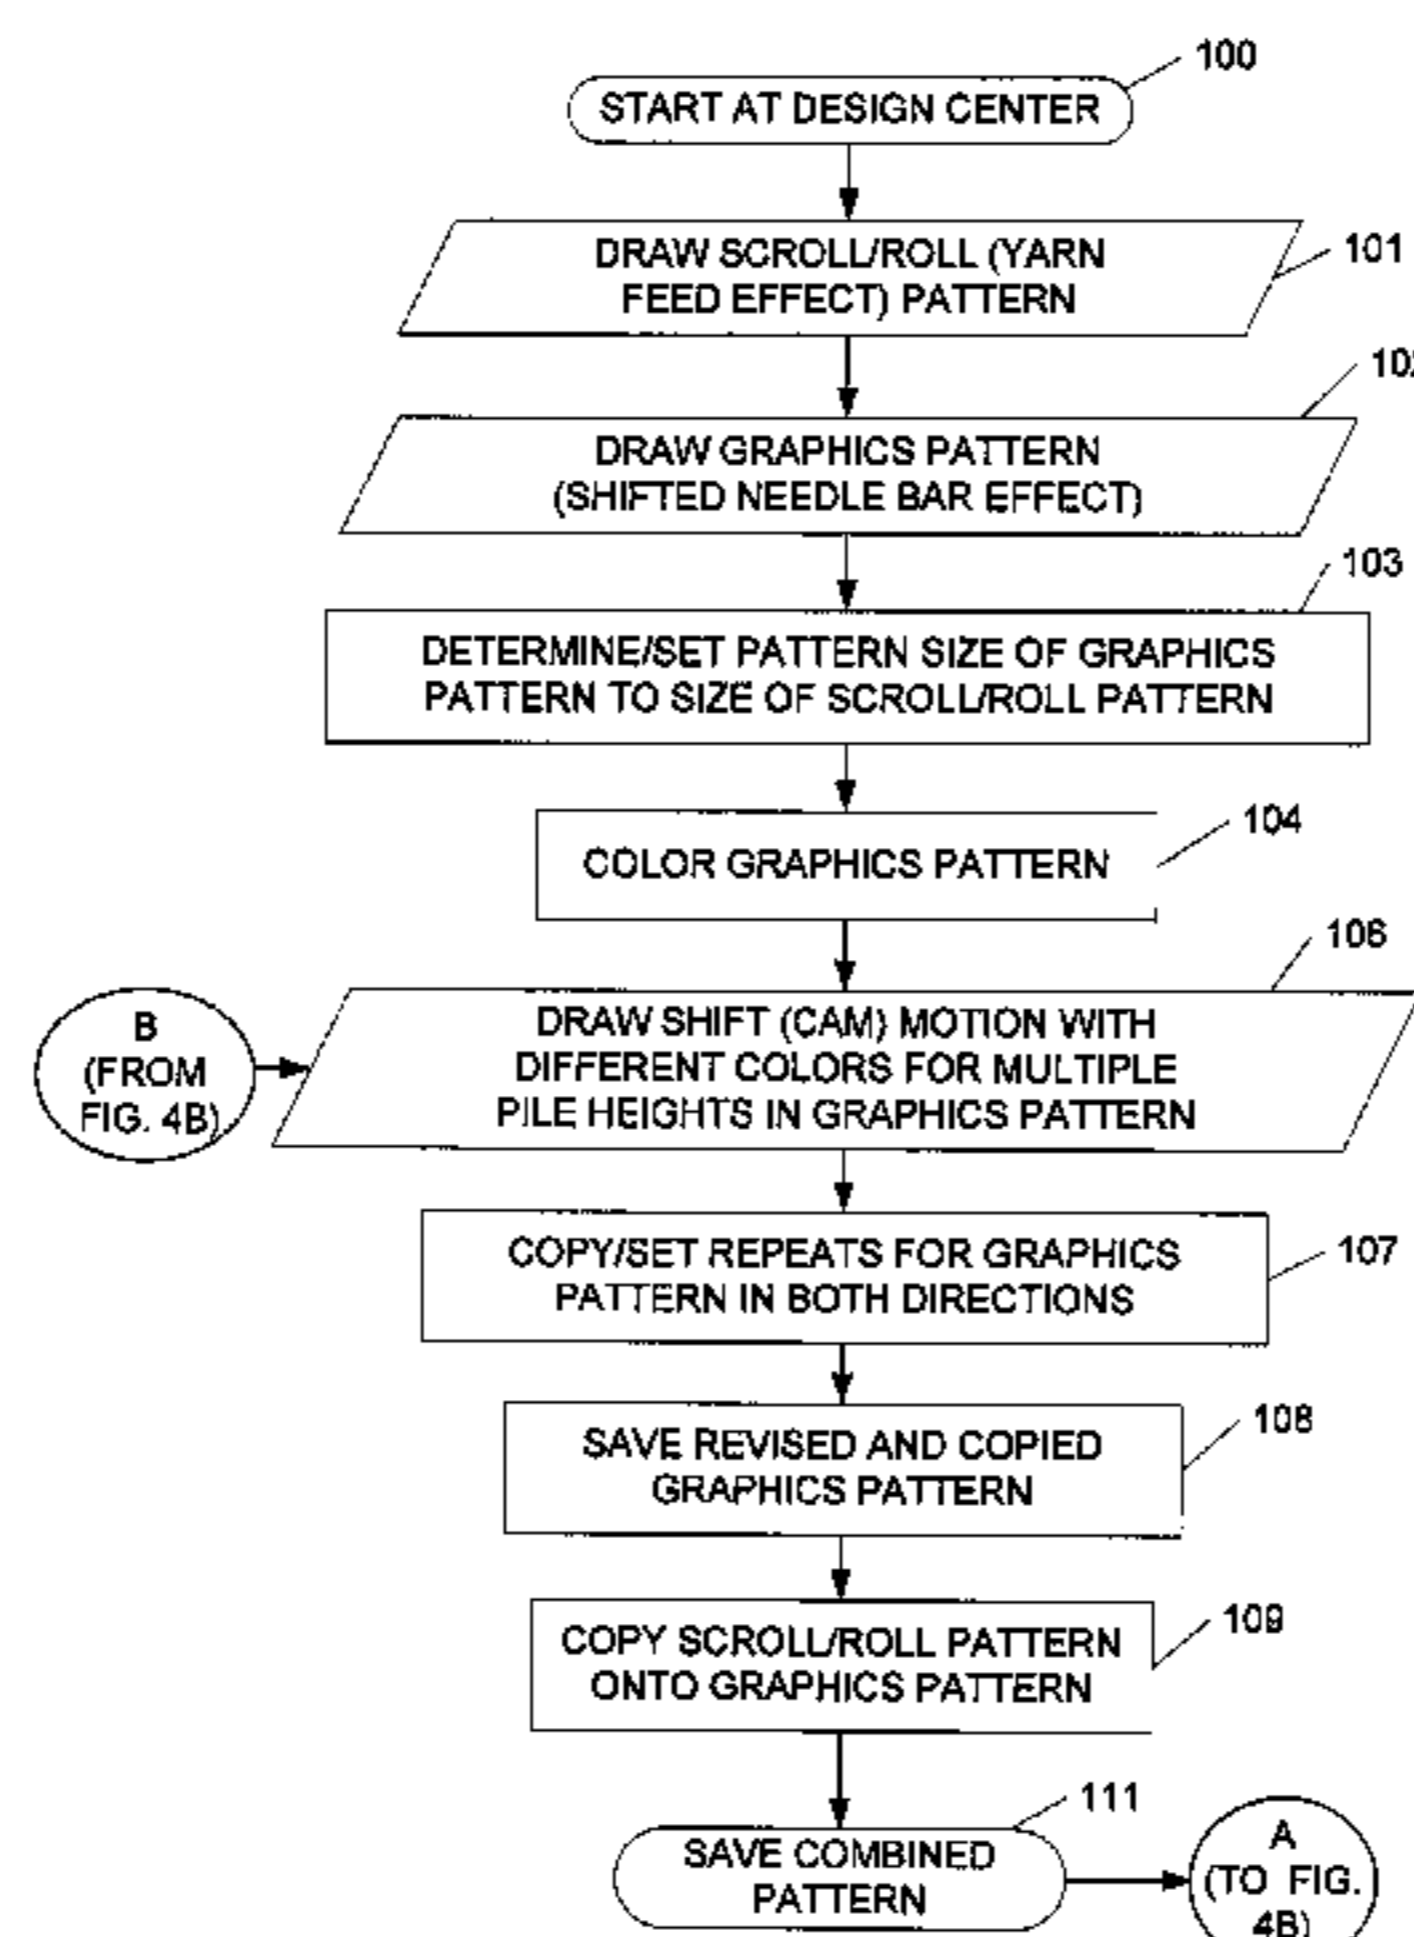 100
START AT DESIGN CENTER
DRAW SCROLL/ROLL (YARN
FEED EFFECT) PATTERN
101
102
DRAW GRAPHICS PATTERN
(SHIFTED NEEDLE BAR EFFECT)
103
DETERMINE/SET PATTERN SIZE OF GRAPHICS
PATTERN TO SIZE OF SCROLL/ROLL PATTERN
104
COLOR GRAPHICS PATTERN
106
B
(FROM
FIG. 4B)
DRAW SHIFT (CAM) MOTION WITH
DIFFERENT COLORS FOR MULTIPLE
PILE HEIGHTS IN GRAPHICS PATTERN
COPY/SET REPEATS FOR GRAPHICS
PATTERN IN BOTH DIRECTIONS
107
108
SAVE REVISED AND COPIED
GRAPHICS PATTERN
109
COPY SCROLL/ROLL PATTERN
ONTO GRAPHICS PATTERN
111
SAVE COMBINED
PATTERN
A
(TO FIG.
4B)